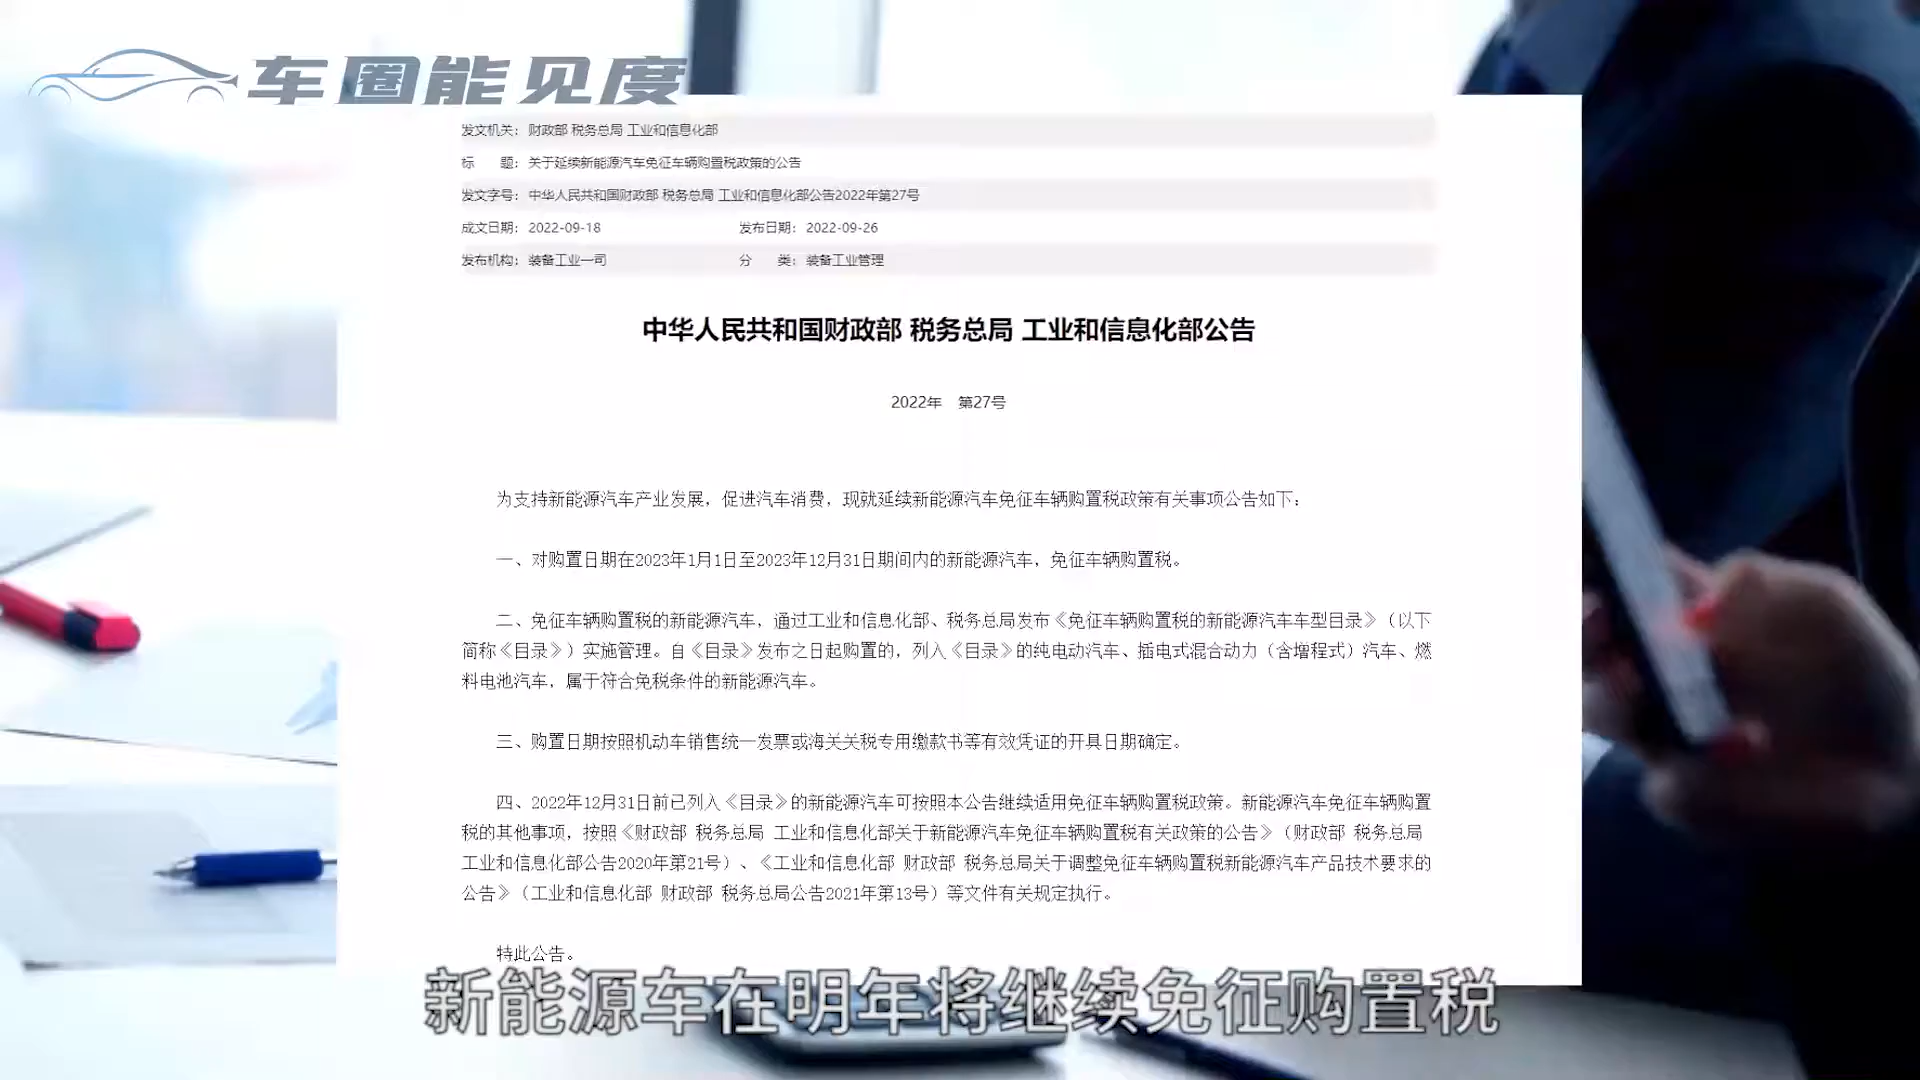 车圈能见度
发文机关： 财政部 税务总局 工业和信息化部
标　　题： 关于延续新能源汽车免征车辆购置税政策的公告
发文字号： 中华人民共和国财政部 税务总局 工业和信息化部公告2022年第27号
成文日期： 2022-09-18　　发布日期： 2022-09-26
发布机构： 装备工业一司　　分　　类： 装备工业管理
中华人民共和国财政部 税务总局 工业和信息化部公告
2022年　第27号
为支持新能源汽车产业发展，促进汽车消费，现就延续新能源汽车免征车辆购置税政策有关事项公告如下：
一、对购置日期在2023年1月1日至2023年12月31日期间内的新能源汽车，免征车辆购置税。
二、免征车辆购置税的新能源汽车，通过工业和信息化部、税务总局发布《免征车辆购置税的新能源汽车车型目录》（以下
简称《目录》）实施管理。自《目录》发布之日起购置的，列入《目录》的纯电动汽车、插电式混合动力（含增程式）汽车、燃
料电池汽车，属于符合免税条件的新能源汽车。
三、购置日期按照机动车销售统一发票或海关关税专用缴款书等有效凭证的开具日期确定。
四、2022年12月31日前已列入《目录》的新能源汽车可按照本公告继续适用免征车辆购置税政策。新能源汽车免征车辆购置
税的其他事项，按照《财政部 税务总局 工业和信息化部关于新能源汽车免征车辆购置税有关政策的公告》（财政部 税务总局
工业和信息化部公告2020年第21号）、《工业和信息化部 财政部 税务总局关于调整免征车辆购置税新能源汽车产品技术要求的
公告》（工业和信息化部 财政部 税务总局公告2021年第13号）等文件有关规定执行。
特此公告。
新能源车在明年将继续免征购置税